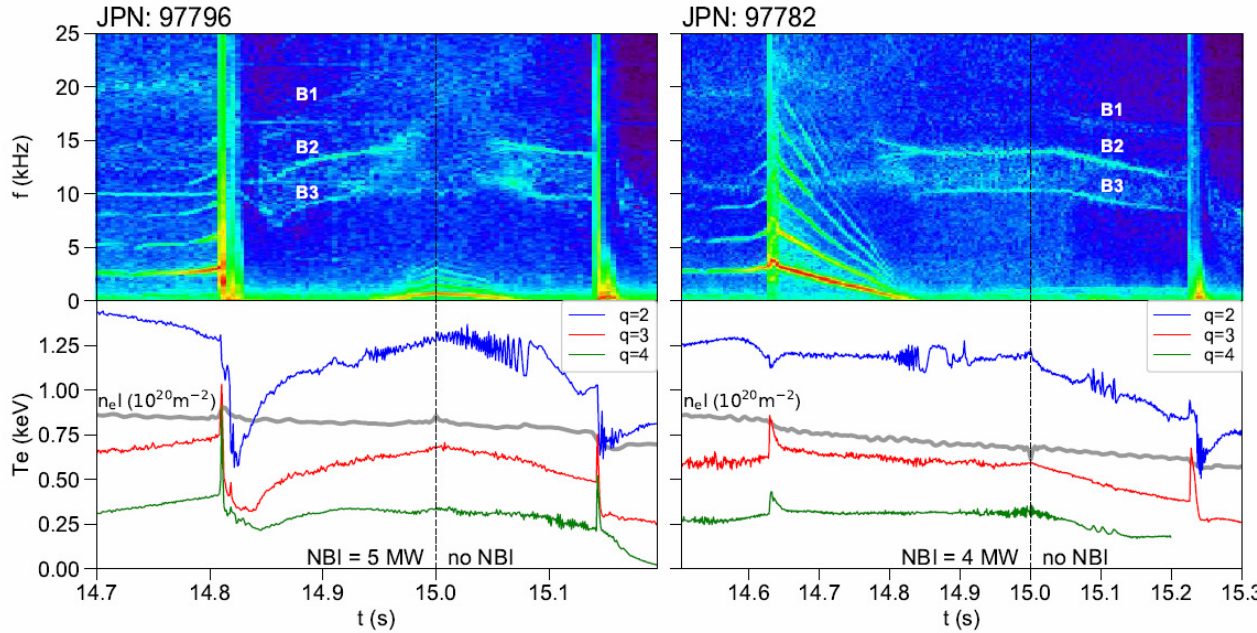 JPN: 97796
JPN: 97782
25
20
15
10
5
0
f (kHz)
B1
B2
B3
B1
B2
B3
q=2
q=3
q=4
q=2
q=3
q=4
1.25
1.00
0.75
0.50
0.25
0.00
Te (keV)
nₑl (10²⁰m⁻²)
nₑl (10²⁰m⁻²)
NBI = 5 MW
no NBI
NBI = 4 MW
no NBI
14.7
14.8
14.9
15.0
15.1
14.6
14.7
14.8
14.9
15.0
15.1
15.2
15.3
t (s)
t (s)